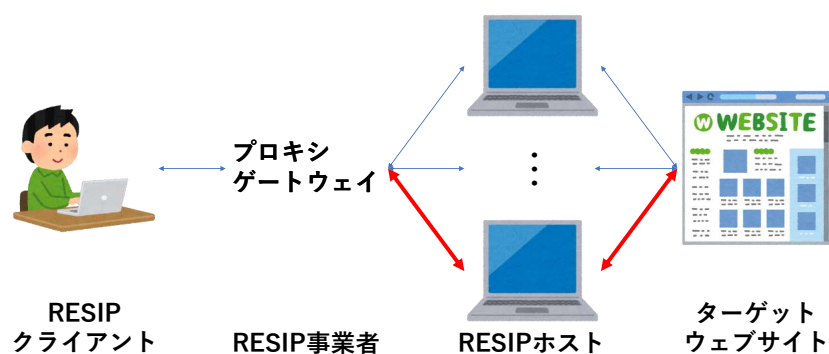 プロキシ
ゲートウェイ
W WEBSITE
RESIP
クライアント
RESIP事業者
RESIPホスト
ターゲット
ウェブサイト